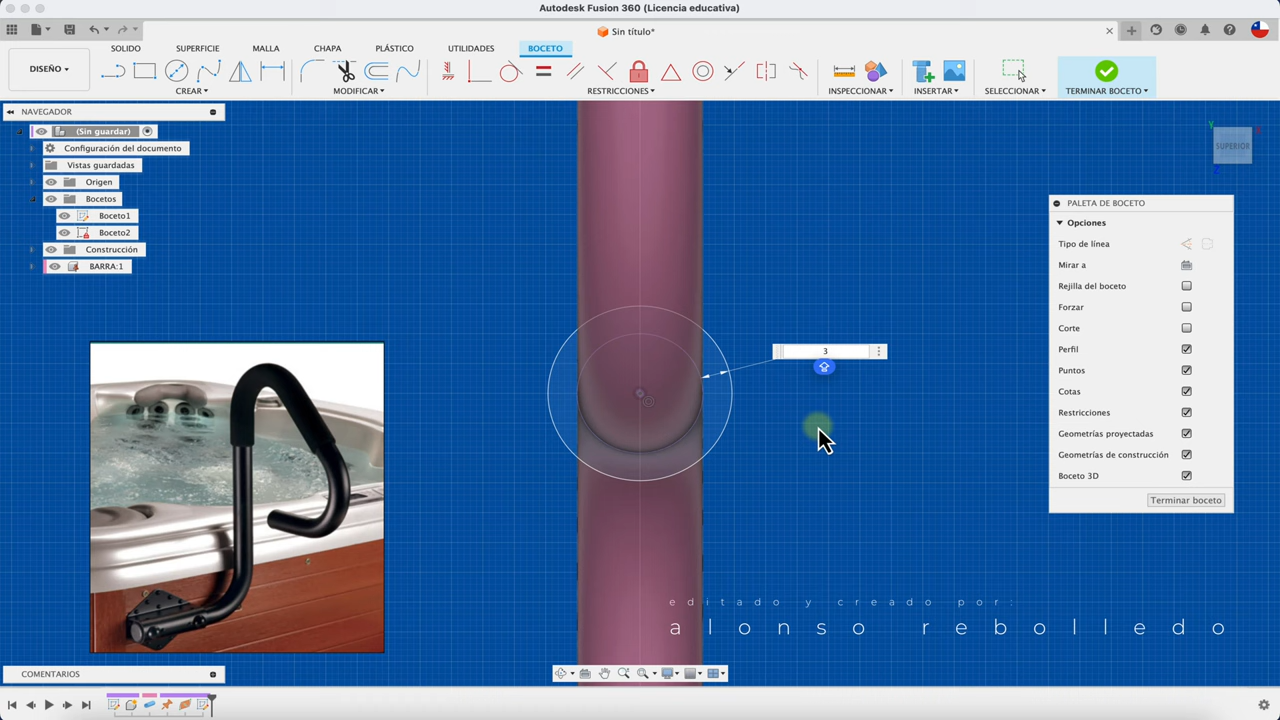 Autodesk Fusion 360 (Licencia educativa)
Sin título*
SOLIDO SUPERFICIE MALLA CHAPA PLÁSTICO UTILIDADES BOCETO
DISEÑO
CREAR MODIFICAR RESTRICCIONES INSPECCIONAR INSERTAR SELECCIONAR TERMINAR BOCETO
NAVEGADOR
(Sin guardar)
Configuración del documento
Vistas guardadas
Origen
Bocetos
Boceto1
Boceto2
Construcción
BARRA:1
Y
X
SUPERIOR
Z
PALETA DE BOCETO
Opciones
Tipo de línea
Mirar a
Rejilla del boceto
Forzar
Corte
Perfil
Puntos
Cotas
Restricciones
Geometrías proyectadas
Geometrías de construcción
Boceto 3D
Terminar boceto
3
editado y creado por:
alonso rebolledo
COMENTARIOS